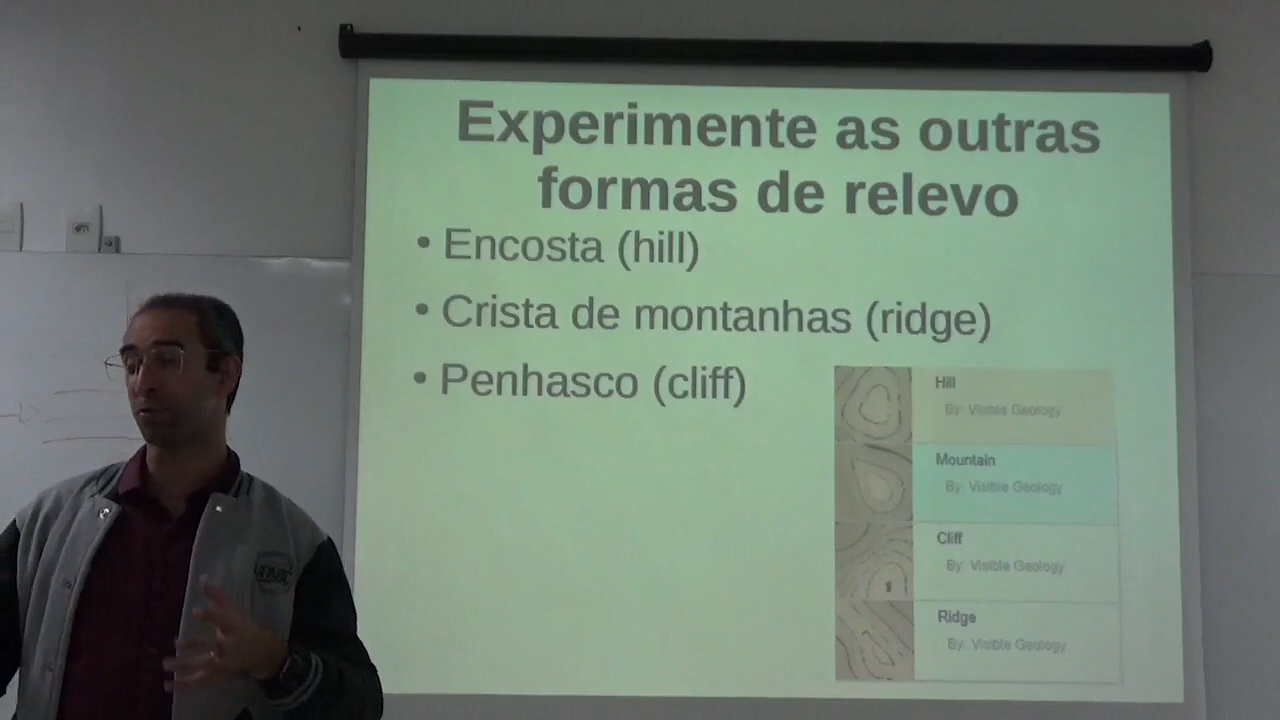 Experimente as outras
formas de relevo
• Encosta (hill)
• Crista de montanhas (ridge)
• Penhasco (cliff)
Hill
By: Visible Geology
Mountain
By: Visible Geology
Cliff
By: Visible Geology
Ridge
By: Visible Geology